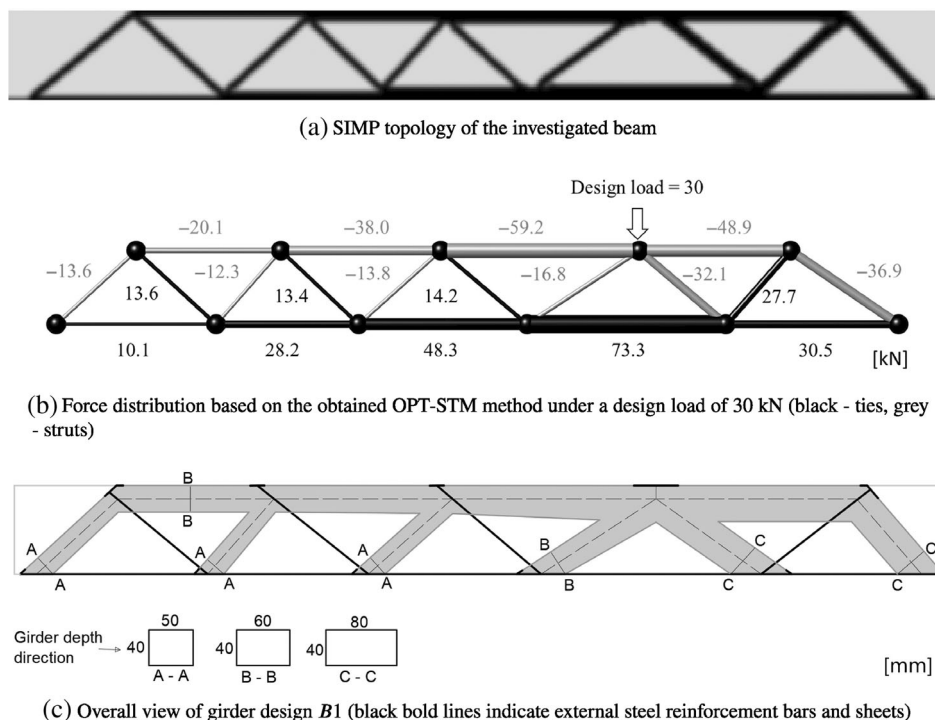 (a) SIMP topology of the investigated beam
Design load = 30
−20.1 −38.0 −59.2 −48.9
−13.6 −12.3 −13.8 −16.8 −32.1 −36.9
13.6 13.4 14.2 27.7
10.1 28.2 48.3 73.3 30.5 [kN]
(b) Force distribution based on the obtained OPT-STM method under a design load of 30 kN (black - ties, grey
- struts)
B
B
A A A B C C
A A A B C C
50 60 80
Girder depth
direction
40 40 40
A - A B - B C - C
[mm]
(c) Overall view of girder design B1 (black bold lines indicate external steel reinforcement bars and sheets)